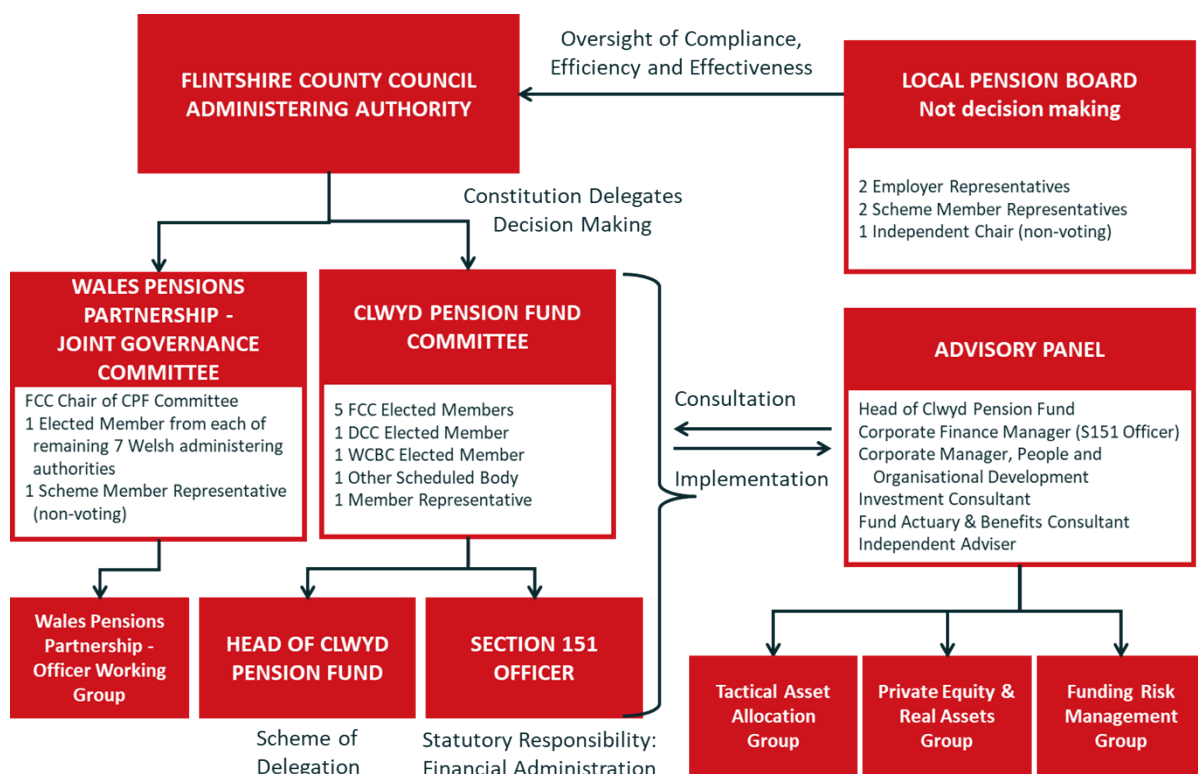 FLINTSHIRE COUNTY COUNCIL
ADMINISTERING AUTHORITY
Oversight of Compliance,
Efficiency and Effectiveness
LOCAL PENSION BOARD
Not decision making
2 Employer Representatives
2 Scheme Member Representatives
1 Independent Chair (non-voting)
Constitution Delegates
Decision Making
WALES PENSIONS
PARTNERSHIP -
JOINT GOVERNANCE
COMMITTEE
FCC Chair of CPF Committee
1 Elected Member from each of
remaining 7 Welsh administering
authorities
1 Scheme Member Representative
(non-voting)
CLWYD PENSION FUND
COMMITTEE
5 FCC Elected Members
1 DCC Elected Member
1 WCBC Elected Member
1 Other Scheduled Body
1 Member Representative
Consultation
Implementation
ADVISORY PANEL
Head of Clwyd Pension Fund
Corporate Finance Manager (S151 Officer)
Corporate Manager, People and
Organisational Development
Investment Consultant
Fund Actuary & Benefits Consultant
Independent Adviser
Wales Pensions
Partnership -
Officer Working
Group
HEAD OF CLWYD
PENSION FUND
SECTION 151
OFFICER
Scheme of
Delegation
Statutory Responsibility:
Financial Administration
Tactical Asset
Allocation
Group
Private Equity &
Real Assets
Group
Funding Risk
Management
Group